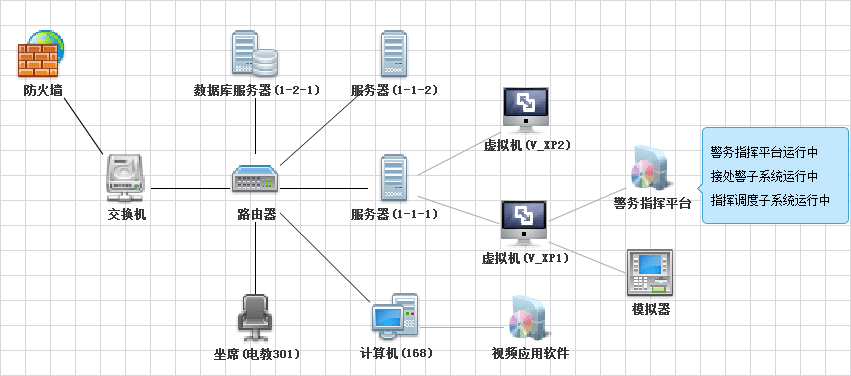 防火墙
数据库服务器(1-2-1)
服务器(1-1-2)
虚拟机(V_XP2)
警务指挥平台运行中
接处警子系统运行中
指挥调度子系统运行中
交换机
路由器
服务器(1-1-1)
警务指挥平台
虚拟机(V_XP1)
模拟器
坐席(电教301)
计算机(168)
视频应用软件